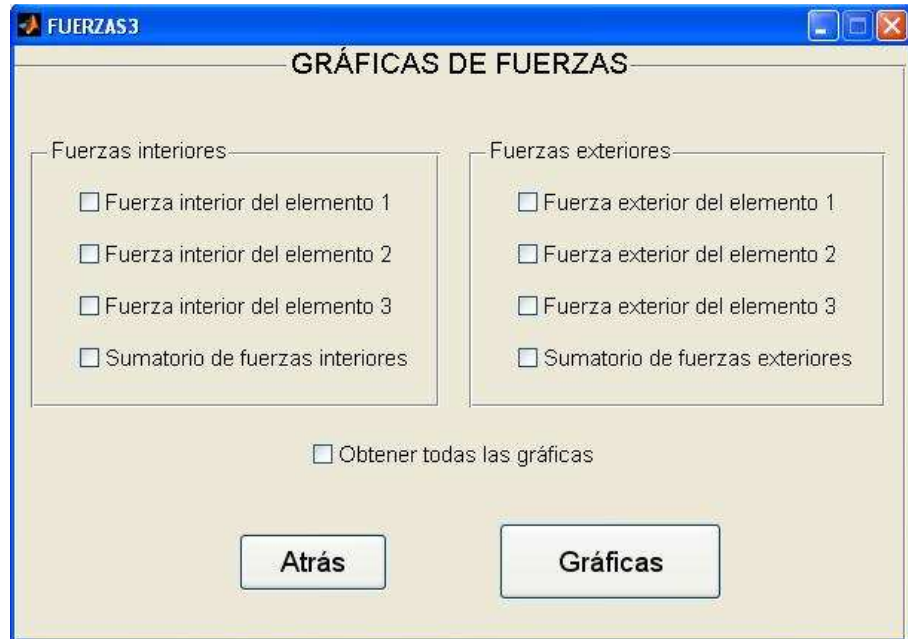 FUERZAS3
GRÁFICAS DE FUERZAS
Fuerzas interiores
Fuerza interior del elemento 1
Fuerza interior del elemento 2
Fuerza interior del elemento 3
Sumatorio de fuerzas interiores
Fuerzas exteriores
Fuerza exterior del elemento 1
Fuerza exterior del elemento 2
Fuerza exterior del elemento 3
Sumatorio de fuerzas exteriores
Obtener todas las gráficas
Atrás
Gráficas